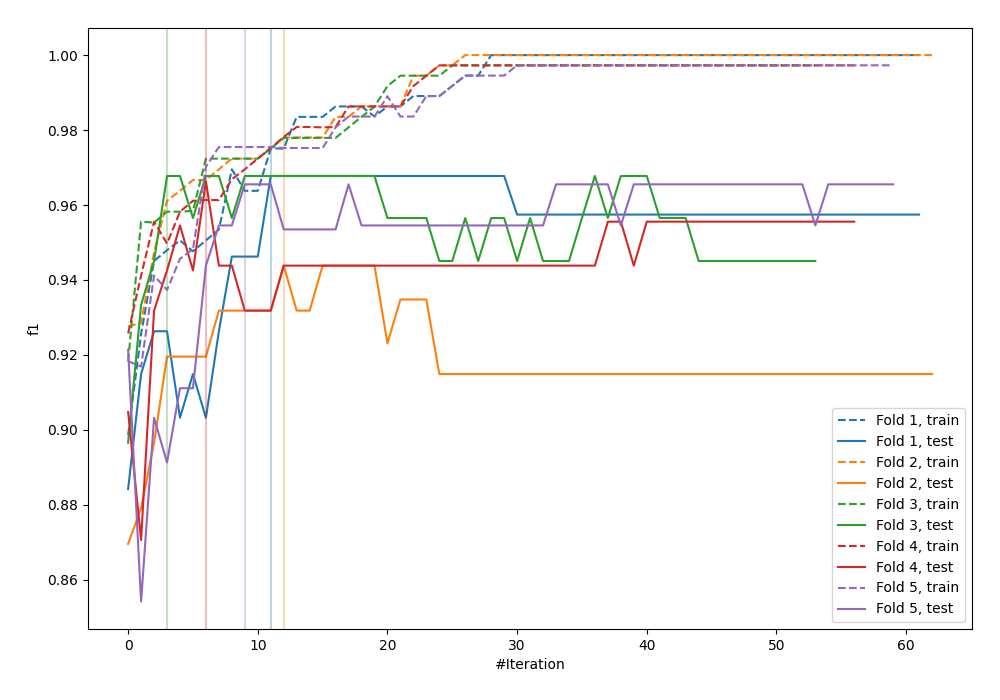 1.00
0.98
0.96
0.94
0.92
0.90
0.88
0.86
f1
0 10 20 30 40 50 60
#Iteration
Fold 1, train
Fold 1, test
Fold 2, train
Fold 2, test
Fold 3, train
Fold 3, test
Fold 4, train
Fold 4, test
Fold 5, train
Fold 5, test